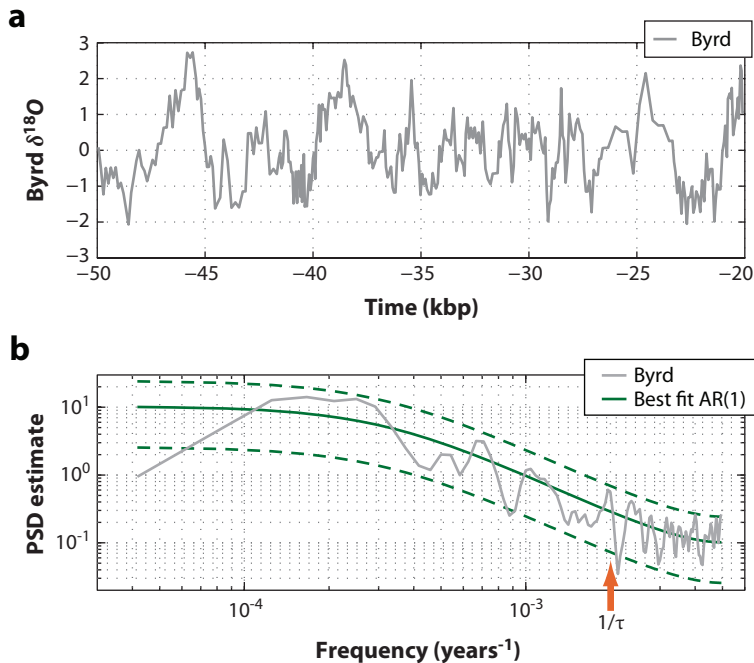 a
Byrd
3
2
1
0
−1
−2
−3
Byrd δ¹⁸O
−50 −45 −40 −35 −30 −25 −20
Time (kbp)
b
Byrd
Best fit AR(1)
10¹
10⁰
10⁻¹
PSD estimate
10⁻⁴ 10⁻³
1/τ
Frequency (years⁻¹)